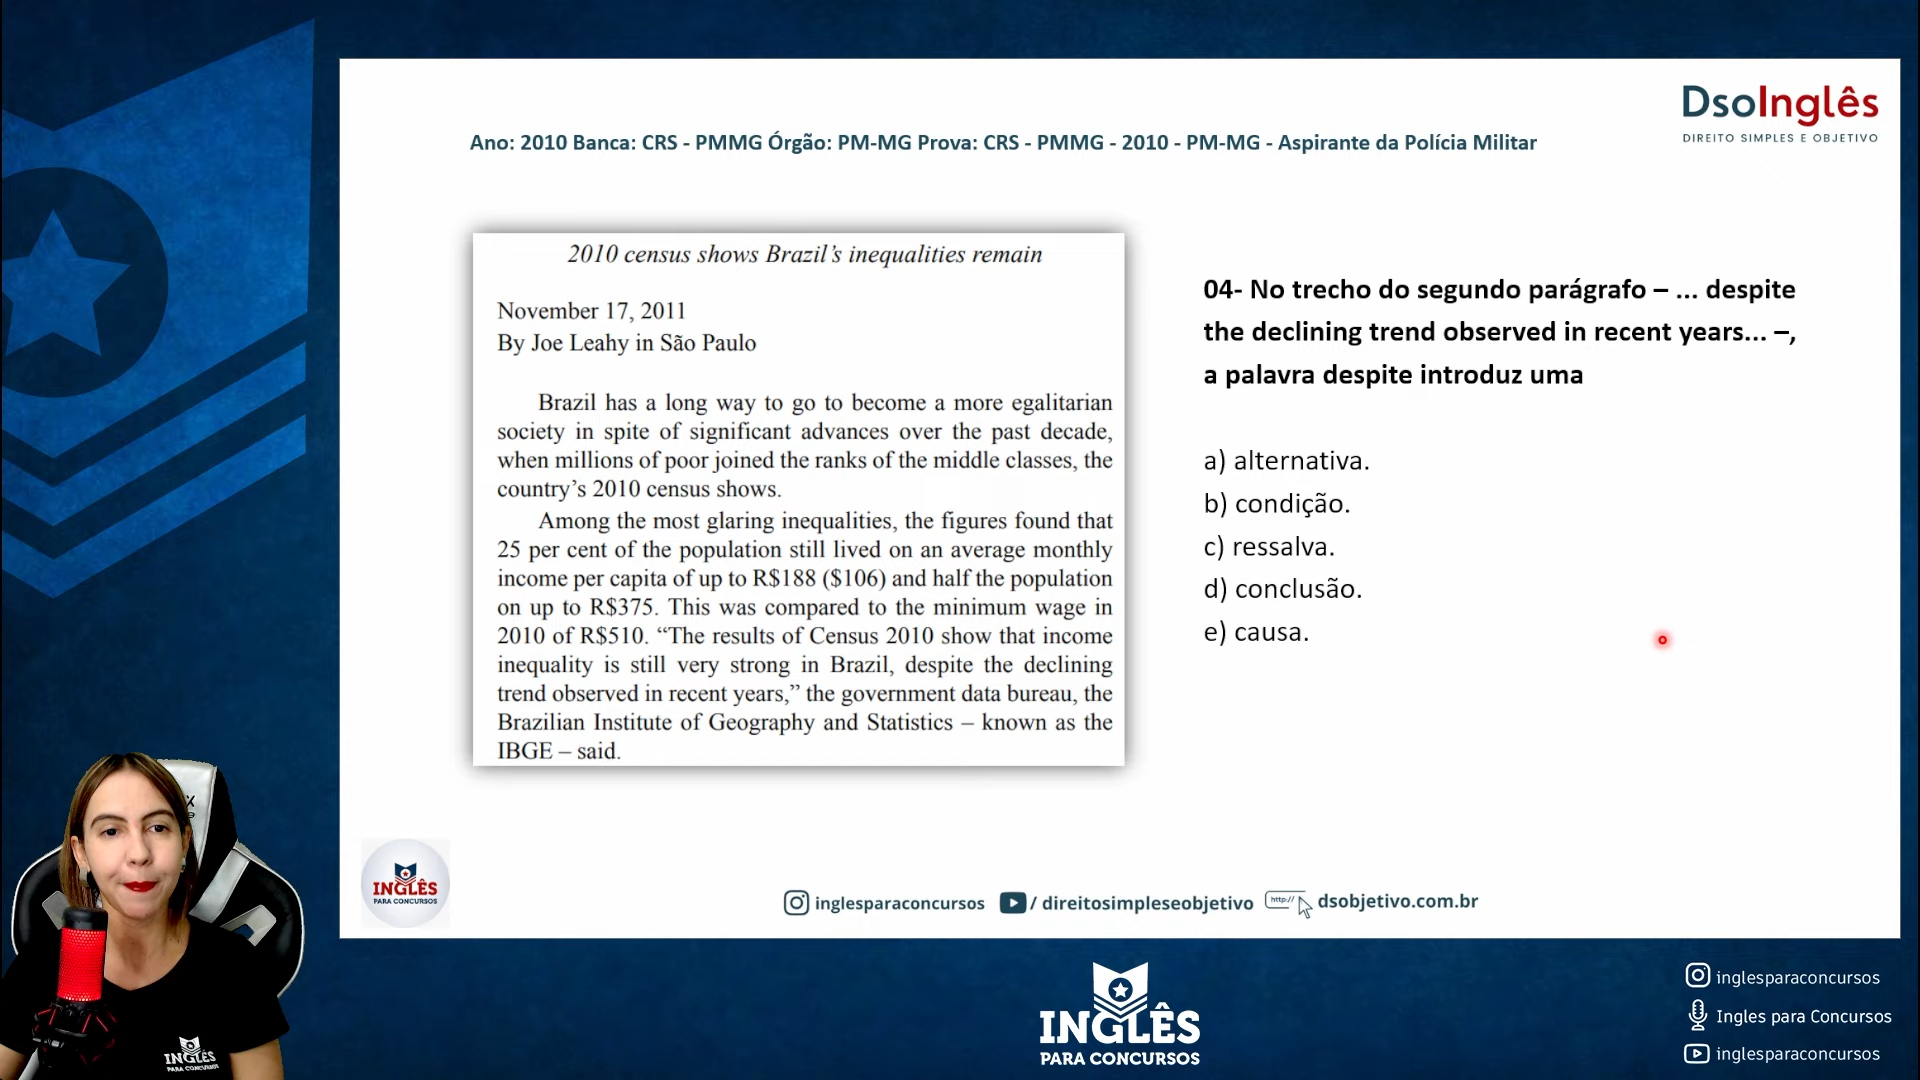 DsoInglês
DIREITO SIMPLES E OBJETIVO
Ano: 2010 Banca: CRS - PMMG Órgão: PM-MG Prova: CRS - PMMG - 2010 - PM-MG - Aspirante da Polícia Militar
2010 census shows Brazil’s inequalities remain
November 17, 2011
By Joe Leahy in São Paulo
Brazil has a long way to go to become a more egalitarian
society in spite of significant advances over the past decade,
when millions of poor joined the ranks of the middle classes, the
country’s 2010 census shows.
Among the most glaring inequalities, the figures found that
25 per cent of the population still lived on an average monthly
income per capita of up to R$188 ($106) and half the population
on up to R$375. This was compared to the minimum wage in
2010 of R$510. “The results of Census 2010 show that income
inequality is still very strong in Brazil, despite the declining
trend observed in recent years,” the government data bureau, the
Brazilian Institute of Geography and Statistics – known as the
IBGE – said.
04- No trecho do segundo parágrafo – ... despite
the declining trend observed in recent years... –,
a palavra despite introduz uma
a) alternativa.
b) condição.
c) ressalva.
d) conclusão.
e) causa.
INGLÊS
PARA CONCURSOS
inglesparaconcursos / direitosimpleseobjetivo http:// dsobjetivo.com.br
INGLÊS
PARA CONCURSOS
INGLÊS
PARA CONCURSOS
inglesparaconcursos
Ingles para Concursos
inglesparaconcursos